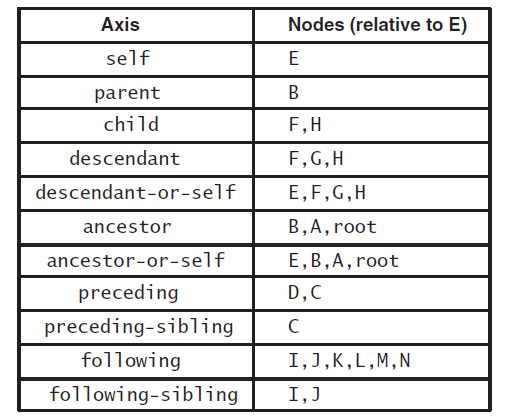 Axis Nodes (relative to E)
self E
parent B
child F,H
descendant F,G,H
descendant-or-self E,F,G,H
ancestor B,A,root
ancestor-or-self E,B,A,root
preceding D,C
preceding-sibling C
following I,J,K,L,M,N
following-sibling I,J